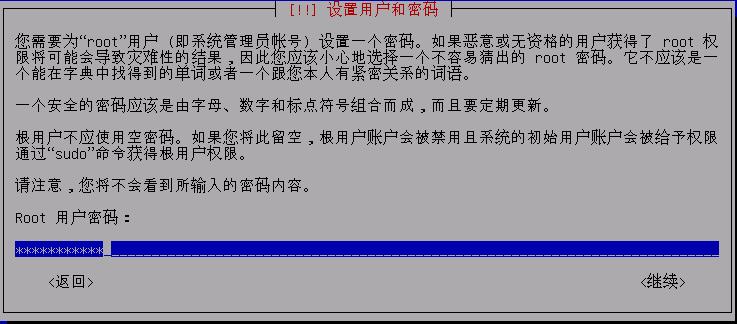 [!!] 设置用户和密码
您需要为“root”用户 (即系统管理员帐号) 设置一个密码。如果恶意或无资格的用户获得了 root 权
限将可能会导致灾难性的结果，因此您应该小心地选择一个不容易猜出的 root 密码。它不应该是一
个能在字典中找得到的单词或者一个跟您本人有紧密关系的词语。
一个安全的密码应该是由字母、数字和标点符号组合而成，而且要定期更新。
根用户不应使用空密码。如果您将此留空，根用户账户会被禁用且系统的初始用户账户会被给予权限
通过“sudo”命令获得根用户权限。
请注意，您将不会看到所输入的密码内容。
Root 用户密码：
***********
<返回> <继续>